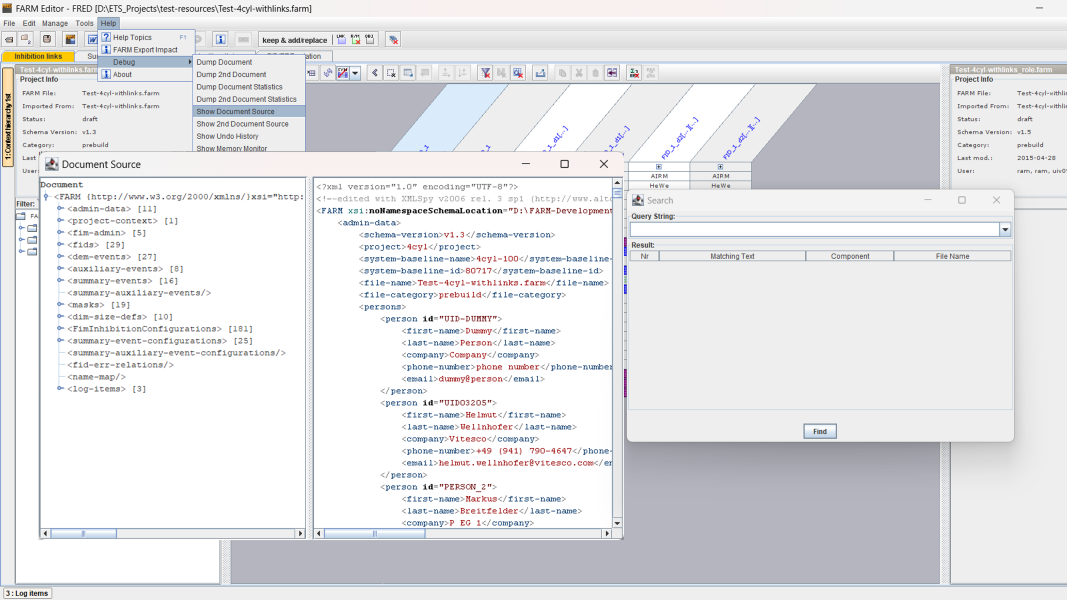 FARM Editor - FRED [D:\ETS_Projects\test-resources\Test-4cyl-withlinks.farm]
File Edit Manage Tools Help
keep & add/replace
Inhibition links
Help Topics F1
FARM Export Impact
Debug
About
Dump Document
Dump 2nd Document
Dump Document Statistics
Dump 2nd Document Statistics
Show Document Source
Show 2nd Document Source
Show Undo History
Show Memory Monitor
1: Context hierarchy 1st
Test-4cyl-withlinks.farm
Project Info
FARM File: Test-4cyl-withlinks.farm
Imported From: Test-4cyl-withlinks.farm
Status: draft
Schema Version: v1.3
Category: prebuild
Last
User:
Filter:
FID_1_d1[...]
FID_1_d2[...]
FID_1_d1[...][...]
FID_1_d2[...]
AIRM AIRM
HeWe HeWe
Test-4cyl withlinks_role.farm
Project Info
FARM File: Test-4cyl-withlin
Imported From: Test-4cyl-withlin
Status: draft
Schema Version: v1.5
Category: prebuild
Last mod.: 2015-04-28
User: ram, ram, uiv0
Document Source
Document
<FARM {http://www.w3.org/2000/xmlns/}xsi="http:
<admin-data> [11]
<project-context> [1]
<fim-admin> [5]
<fids> [29]
<dem-events> [27]
<auxiliary-events> [8]
<summary-events> [16]
<summary-auxiliary-events/>
<masks> [19]
<dim-size-defs> [10]
<FimInhibitionConfigurations> [181]
<summary-event-configurations> [25]
<summary-auxiliary-event-configurations/>
<fid-err-relations/>
<name-map/>
<log-items> [3]
<?xml version="1.0" encoding="UTF-8"?>
<!--edited with XMLSpy v2006 rel. 3 sp1 (http://www.alto
<FARM xsi:noNamespaceSchemaLocation="D:\FARM-Development
<admin-data>
<schema-version>v1.3</schema-version>
<project>4cyl</project>
<system-baseline-name>4cyl-100</system-baseline-
<system-baseline-id>80717</system-baseline-id>
<file-name>Test-4cyl-withlinks.farm</file-name>
<file-category>prebuild</file-category>
<persons>
<person id="UID-DUMMY">
<first-name>Dummy</first-name>
<last-name>Person</last-name>
<company>Company</company>
<phone-number>phone number</phone-number
<email>dummy@person</email>
</person>
<person id="UID03205">
<first-name>Helmut</first-name>
<last-name>Wellnhofer</last-name>
<company>Vitesco</company>
<phone-number>+49 (941) 790-4647</phone-
<email>helmut.wellnhofer@vitesco.com</em
</person>
<person id="PERSON_2">
<first-name>Markus</first-name>
<last-name>Breitfelder</last-name>
<company>P EG 1</company>
Search
Query String:
Result:
Nr Matching Text Component File Name
Find
3 : Log items